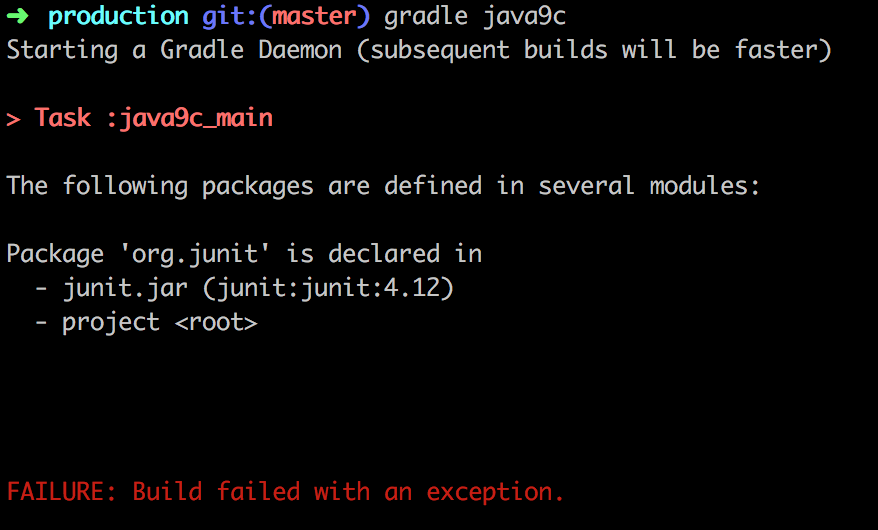 ➜ production git:(master) gradle java9c
Starting a Gradle Daemon (subsequent builds will be faster)
> Task :java9c_main
The following packages are defined in several modules:
Package 'org.junit' is declared in
- junit.jar (junit:junit:4.12)
- project <root>
FAILURE: Build failed with an exception.